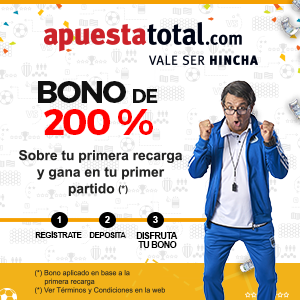 apuestatotal.com
VALE SER HINCHA
BONO DE
200 %
Sobre tu primera recarga
y gana en tu primer
partido (*)
1 2 3
REGÍSTRATE DEPOSITA DISFRUTA
TU BONO
(*) Bono aplicado en base a la
primera recarga
(*) Ver Términos y Condiciones en la web